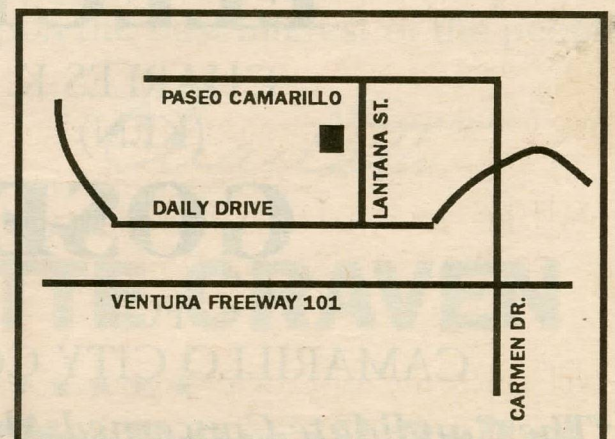 PASEO CAMARILLO
LANTANA ST.
DAILY DRIVE
VENTURA FREEWAY 101
CARMEN DR.